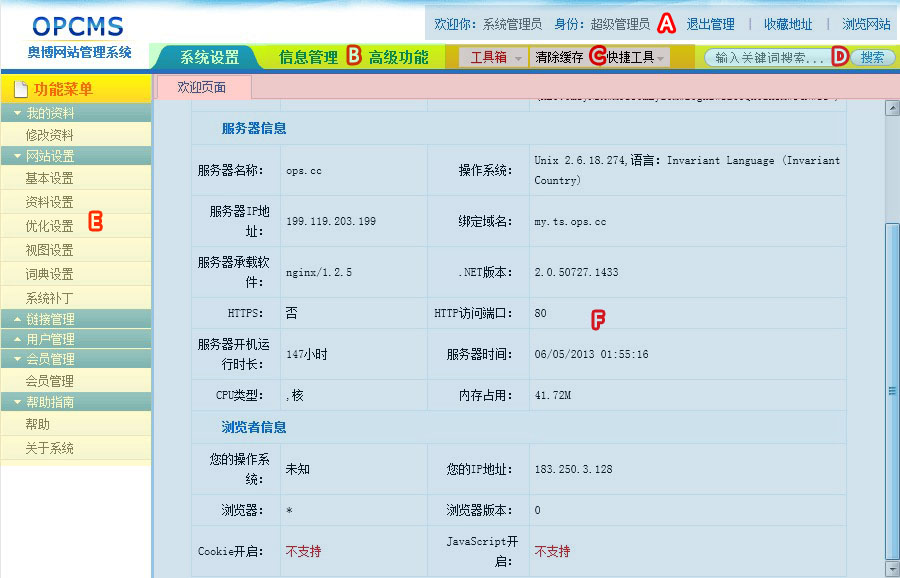 OPCMS
奥博网站管理系统
欢迎你: 系统管理员 身份: 超级管理员 A 退出管理 | 收藏地址 | 浏览网站
系统设置 信息管理 B 高级功能 工具箱 清除缓存 C 快捷工具 输入关键词搜索... D 搜索
功能菜单
我的资料
修改资料
网站设置
基本设置
资料设置
优化设置 E
视图设置
词典设置
系统补丁
链接管理
用户管理
会员管理
会员管理
帮助指南
帮助
关于系统
欢迎页面
服务器信息
服务器名称: ops.cc 操作系统: Unix 2.6.18.274,语言: Invariant Language (Invariant
Country)
服务器IP地
址: 199.119.203.199 绑定域名: my.ts.ops.cc
服务器承载软
件: nginx/1.2.5 .NET版本: 2.0.50727.1433
HTTPS: 否 HTTP访问端口: 80 F
服务器开机运
行时长: 147小时 服务器时间: 06/05/2013 01:55:16
CPU类型: ,核 内存占用: 41.72M
浏览者信息
您的操作系
统: 未知 您的IP地址: 183.250.3.128
浏览器: * 浏览器版本: 0
Cookie开启: 不支持 JavaScript开
启: 不支持